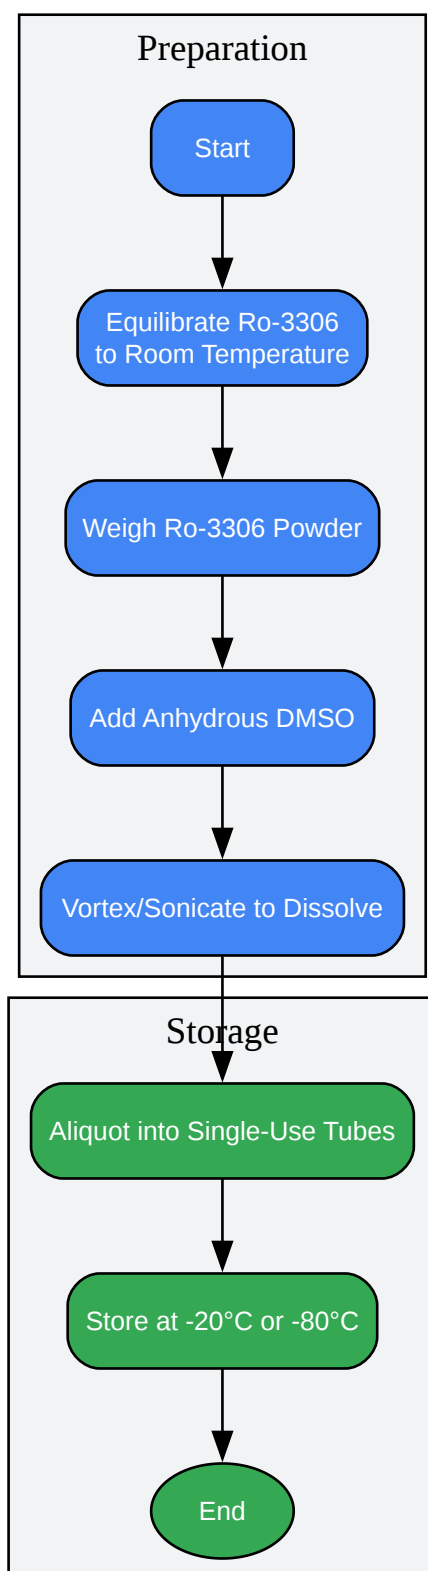 Preparation
Start
Equilibrate Ro-3306
to Room Temperature
Weigh Ro-3306 Powder
Add Anhydrous DMSO
Vortex/Sonicate to Dissolve
Storage
Aliquot into Single-Use Tubes
Store at -20°C or -80°C
End